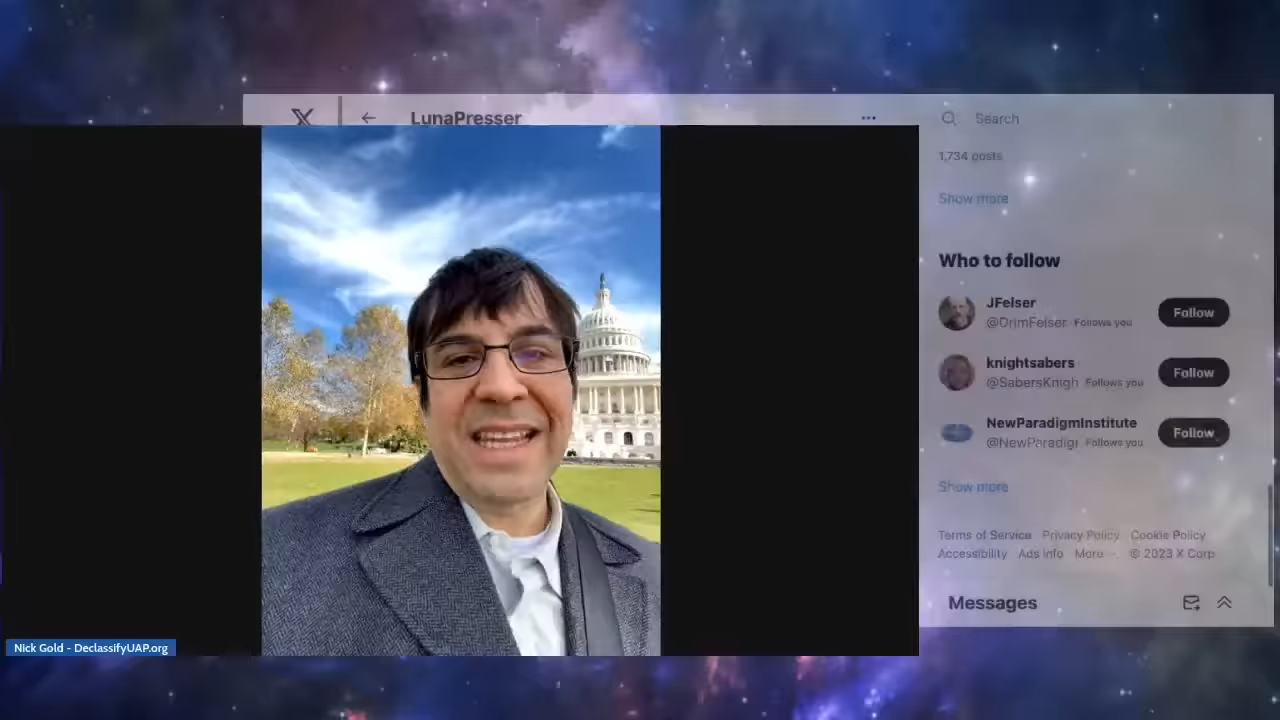 LunaPresser
Search
1,734 posts
Show more
Who to follow
JFelser
@DrimFelser Follows you
Follow
knightsabers
@SabersKnigh Follows you
Follow
NewParadigmInstitute
@NewParadigr Follows you
Follow
Show more
Terms of Service Privacy Policy Cookie Policy
Accessibility Ads info More ... © 2023 X Corp
Messages
Nick Gold - DeclassifyUAP.org